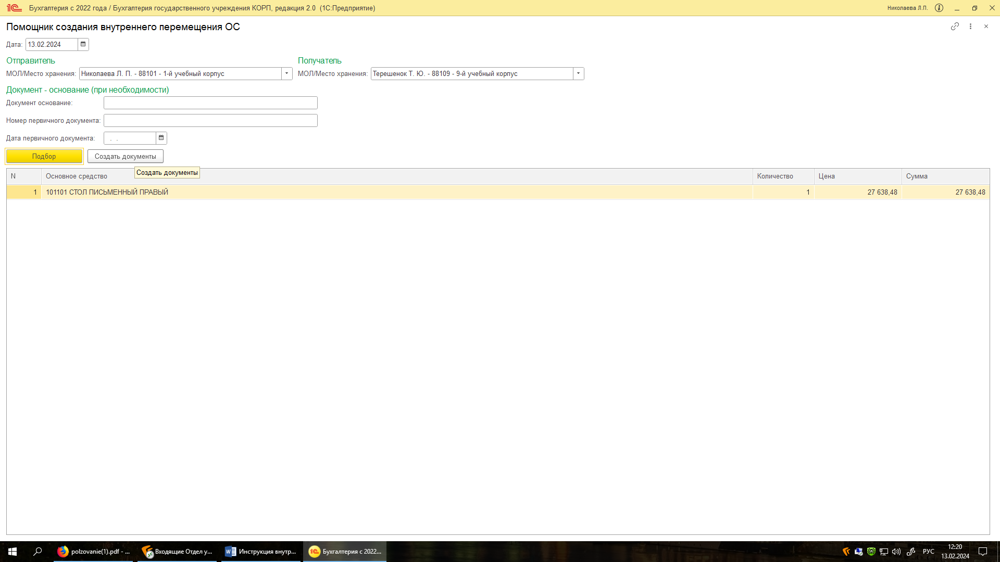 Бухгалтерия с 2022 года / Бухгалтерия государственного учреждения КОРП, редакция 2.0 (1С:Предприятие)
Николаева Л.П.
Помощник создания внутреннего перемещения ОС
Дата: 13.02.2024
Отправитель
Получатель
МОЛ/Место хранения: Николаева Л. П. - 88101 - 1-й учебный корпус
МОЛ/Место хранения: Терешенок Т. Ю. - 88109 - 9-й учебный корпус
Документ - основание (при необходимости)
Документ основание:
Номер первичного документа:
Дата первичного документа: . .
Подбор
Создать документы
Создать документы
N Основное средство Количество Цена Сумма
1 101101 СТОЛ ПИСЬМЕННЫЙ ПРАВЫЙ 1 27 638,48 27 638,48
polzovanie(1).pdf - ...
Входящие Отдел у...
Инструкция внутр...
Бухгалтерия с 2022...
РУС
12:20
13.02.2024